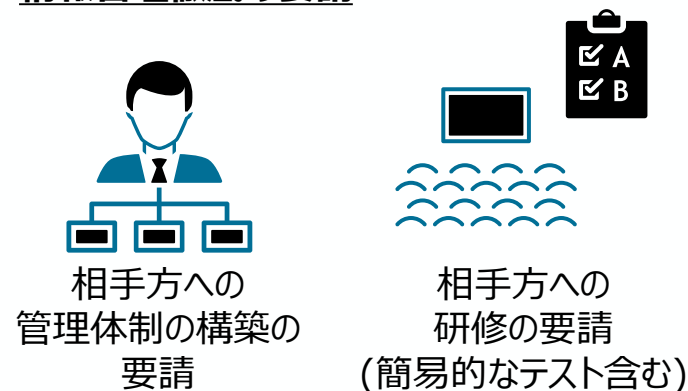 A
B
相手方への
管理体制の構築の
要請
相手方への
研修の要請
(簡易的なテスト含む)